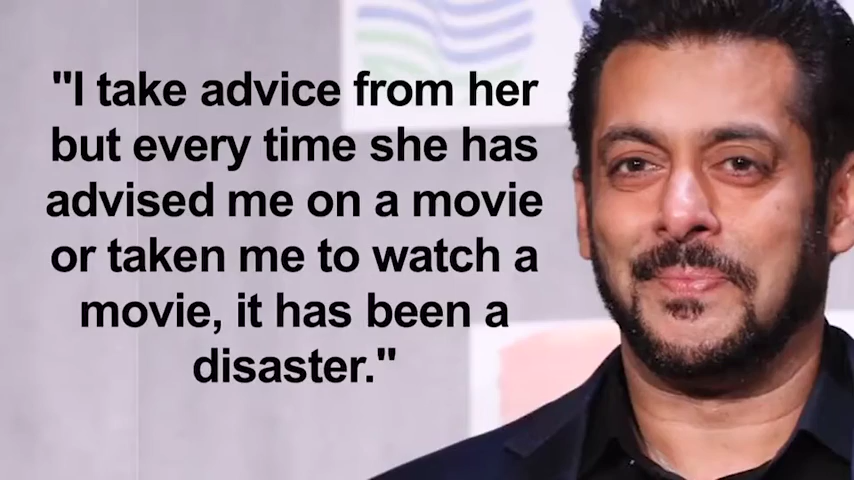 "I take advice from her
but every time she has
advised me on a movie
or taken me to watch a
movie, it has been a
disaster."